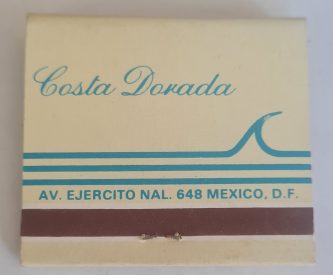 Costa Dorada
AV. EJERCITO NAL. 648 MEXICO, D.F.